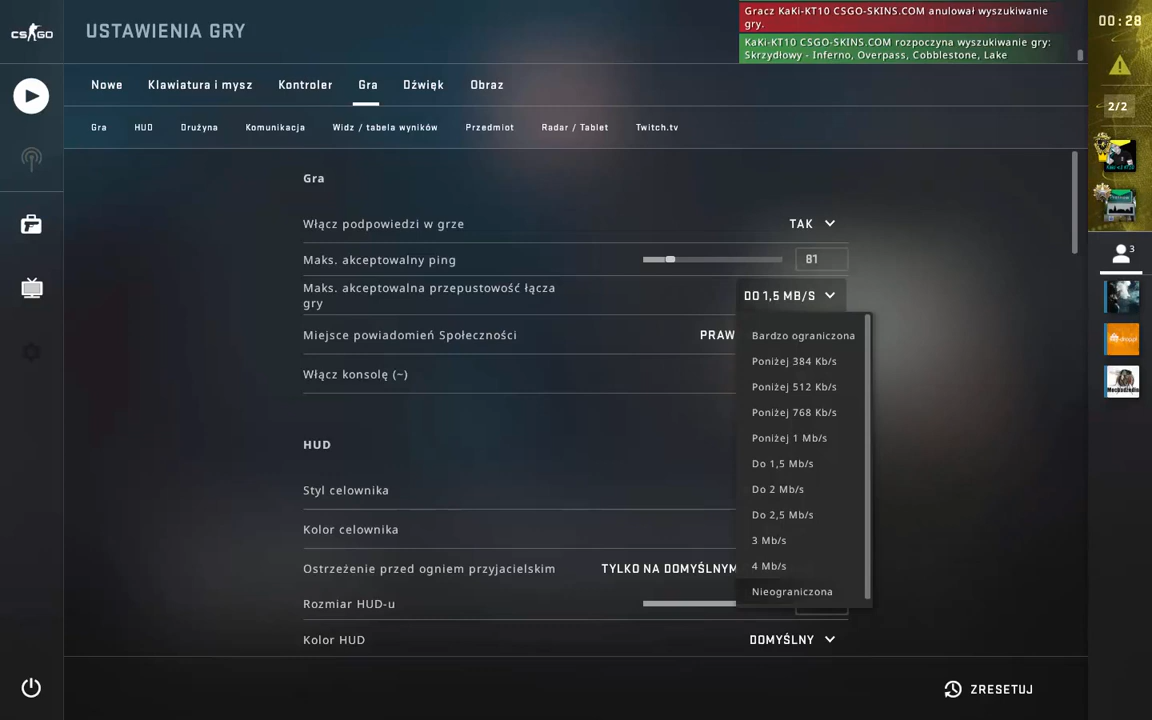 CS:GO
USTAWIENIA GRY
Gracz KaKi-KT10 CSGO-SKINS.COM anulował wyszukiwanie
gry.
KaKi-KT10 CSGO-SKINS.COM rozpoczyna wyszukiwanie gry:
Skrzydłowy - Inferno, Overpass, Cobblestone, Lake
00:28
Nowe Klawiatura i mysz Kontroler Gra Dźwięk Obraz
2/2
Gra HUD Drużyna Komunikacja Widz / tabela wyników Przedmiot Radar / Tablet Twitch.tv
Gra
Włącz podpowiedzi w grze TAK
Maks. akceptowalny ping 81
3
Maks. akceptowalna przepustowość łącza
gry
DO 1,5 MB/S
Miejsce powiadomień Społeczności PRAW
Bardzo ograniczona
Poniżej 384 Kb/s
Włącz konsolę (~)
Poniżej 512 Kb/s
Poniżej 768 Kb/s
Poniżej 1 Mb/s
HUD
Do 1,5 Mb/s
Styl celownika
Do 2 Mb/s
Do 2,5 Mb/s
Kolor celownika
3 Mb/s
4 Mb/s
Ostrzeżenie przed ogniem przyjacielskim TYLKO NA DOMYŚLNYM
Nieograniczona
Rozmiar HUD-u
Kolor HUD DOMYŚLNY
ZRESETUJ